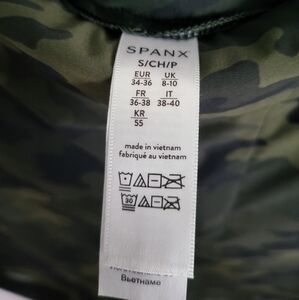 SPANX
S/CH/P
EUR UK
34-36 8-10
FR IT
36-38 38-40
KR
55
made in vietnam
fabriqué au vietnam
30
Вьетнаме